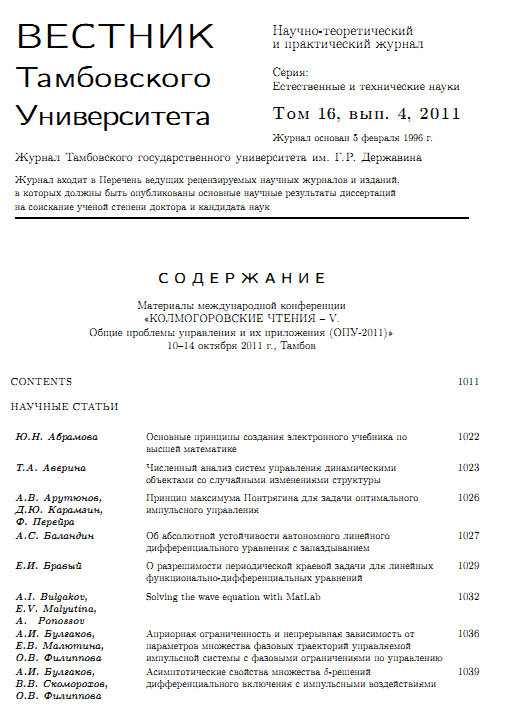 ВЕСТНИК
Тамбовского
Университета
Научно-теоретический
и практический журнал
Серия:
Естественные и технические науки
Том 16, вып. 4, 2011
Журнал основан 5 февраля 1996 г.
Журнал Тамбовского государственного университета им. Г.Р. Державина
Журнал входит в Перечень ведущих рецензируемых научных журналов и изданий,
в которых должны быть опубликованы основные научные результаты диссертаций
на соискание ученой степени доктора и кандидата наук
СОДЕРЖАНИЕ
Материалы международной конференции
«КОЛМОГОРОВСКИЕ ЧТЕНИЯ – V.
Общие проблемы управления и их приложения (ОПУ-2011)»
10–14 октября 2011 г., Тамбов
CONTENTS 1011
НАУЧНЫЕ СТАТЬИ
Ю.Н. Абрамова Основные принципы создания электронного учебника по 1022
высшей математике
Т.А. Аверина Численный анализ систем управления динамическими 1023
объектами со случайными изменениями структуры
А.В. Арутюнов, Принцип максимума Понтрягина для задачи оптимального 1026
Д.Ю. Карамзин, импульсного управления
Ф. Перейра
А.С. Баландин Об абсолютной устойчивости автономного линейного 1027
дифференциального уравнения с запаздыванием
Е.И. Бравый О разрешимости периодической краевой задачи для линейных 1029
функционально-дифференциальных уравнений
A.I. Bulgakov, Solving the wave equation with MatLab 1032
E.V. Malyutina,
A. Ponossov
А.И. Булгаков, Априорная ограниченность и непрерывная зависимость от 1036
Е.В. Малютина, параметров множества фазовых траекторий управляемой
О.В. Филиппова импульсной системы с фазовыми ограничениями по управлению
А.И. Булгаков, Асимптотические свойства множества δ-решений 1039
В.В. Скоморохов, дифференциального включения с импульсными воздействиями
О.В. Филиппова